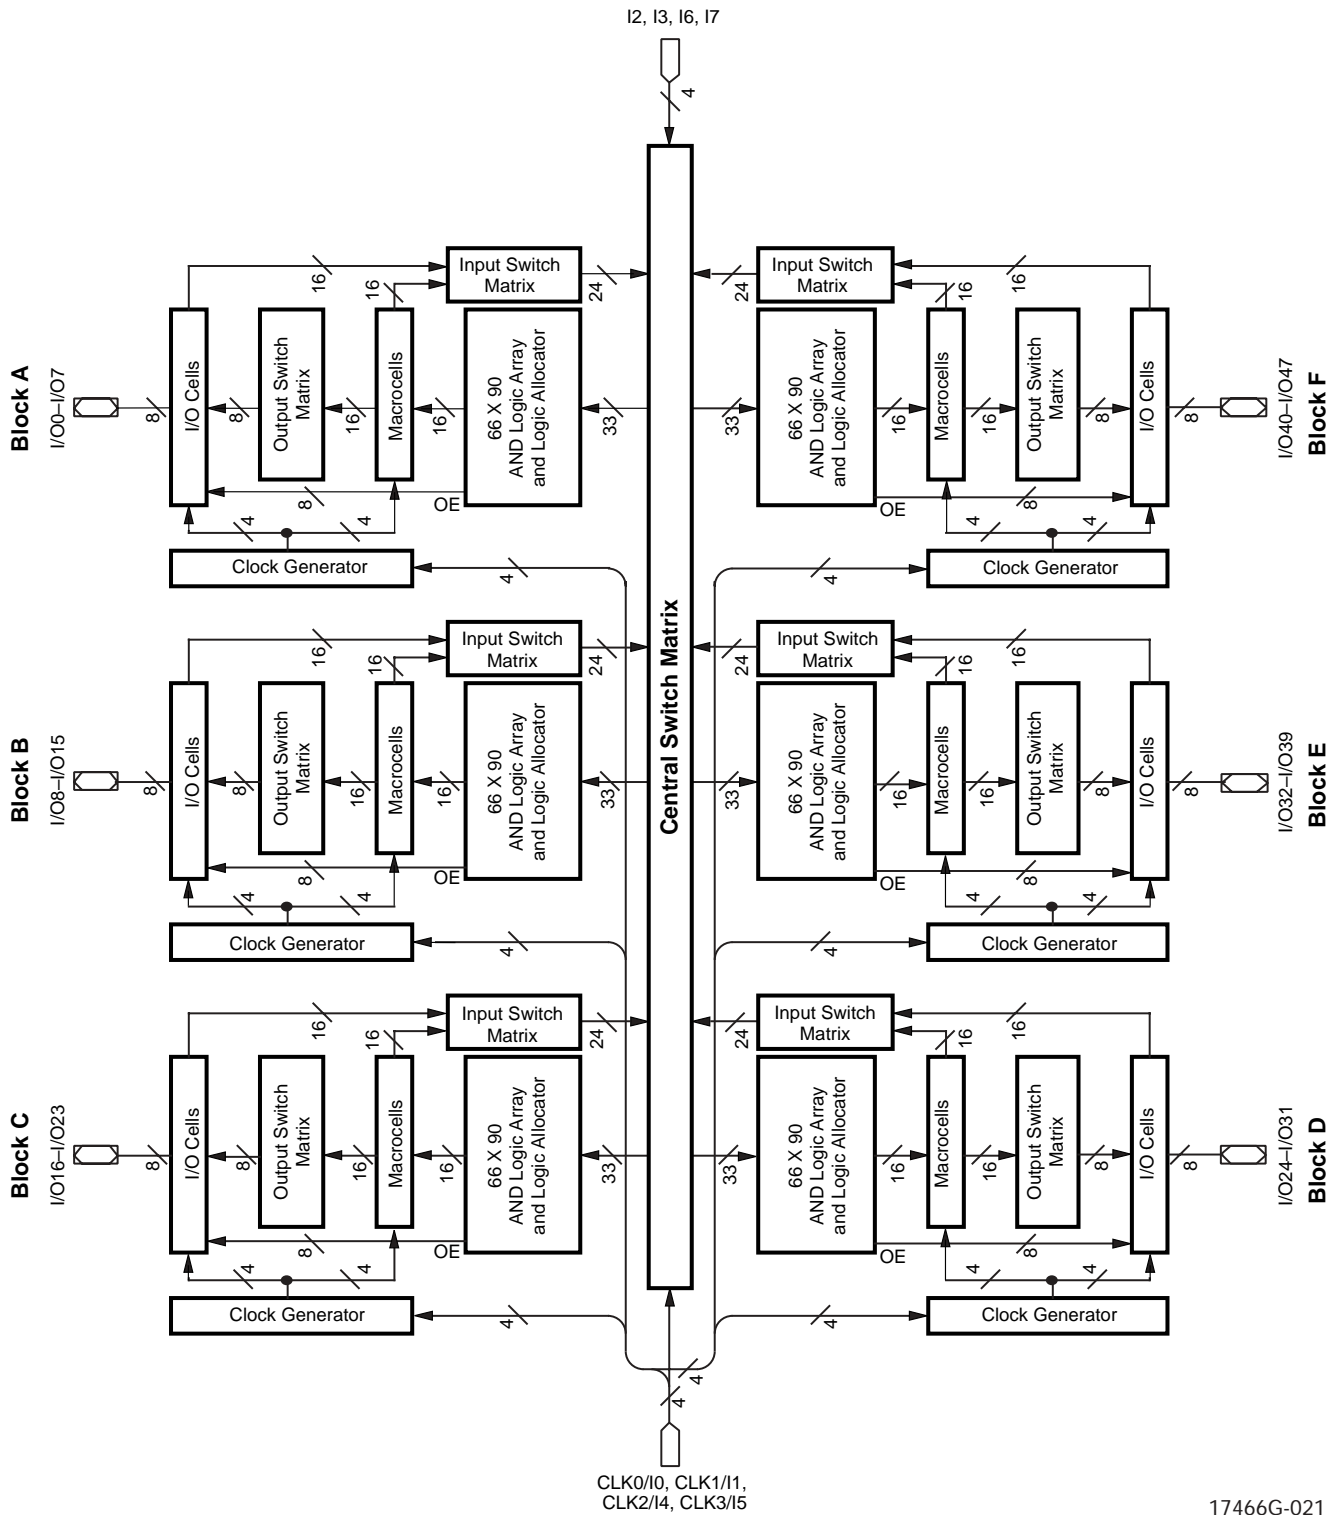 I2, I3, I6, I7
4
Central Switch Matrix
Block A
I/O0–I/O7
8
I/O Cells
8
Output Switch
Matrix
16
Macrocells
16
66 X 90
AND Logic Array
and Logic Allocator
33
16
16
Input Switch
Matrix
24
OE
8
4
4
Clock Generator
4
Block F
I/O40–I/O47
8
I/O Cells
8
Output Switch
Matrix
16
Macrocells
16
66 X 90
AND Logic Array
and Logic Allocator
33
16
16
Input Switch
Matrix
24
OE
8
4
4
Clock Generator
4
Block B
I/O8–I/O15
8
I/O Cells
8
Output Switch
Matrix
16
Macrocells
16
66 X 90
AND Logic Array
and Logic Allocator
33
16
16
Input Switch
Matrix
24
OE
8
4
4
Clock Generator
4
Block E
I/O32–I/O39
8
I/O Cells
8
Output Switch
Matrix
16
Macrocells
16
66 X 90
AND Logic Array
and Logic Allocator
33
16
16
Input Switch
Matrix
24
OE
8
4
4
Clock Generator
4
Block C
I/O16–I/O23
8
I/O Cells
8
Output Switch
Matrix
16
Macrocells
16
66 X 90
AND Logic Array
and Logic Allocator
33
16
16
Input Switch
Matrix
24
OE
8
4
4
Clock Generator
4
Block D
I/O24–I/O31
8
I/O Cells
8
Output Switch
Matrix
16
Macrocells
16
66 X 90
AND Logic Array
and Logic Allocator
33
16
16
Input Switch
Matrix
24
OE
8
4
4
Clock Generator
4
4
4
CLK0/I0, CLK1/I1,
CLK2/I4, CLK3/I5
17466G-021